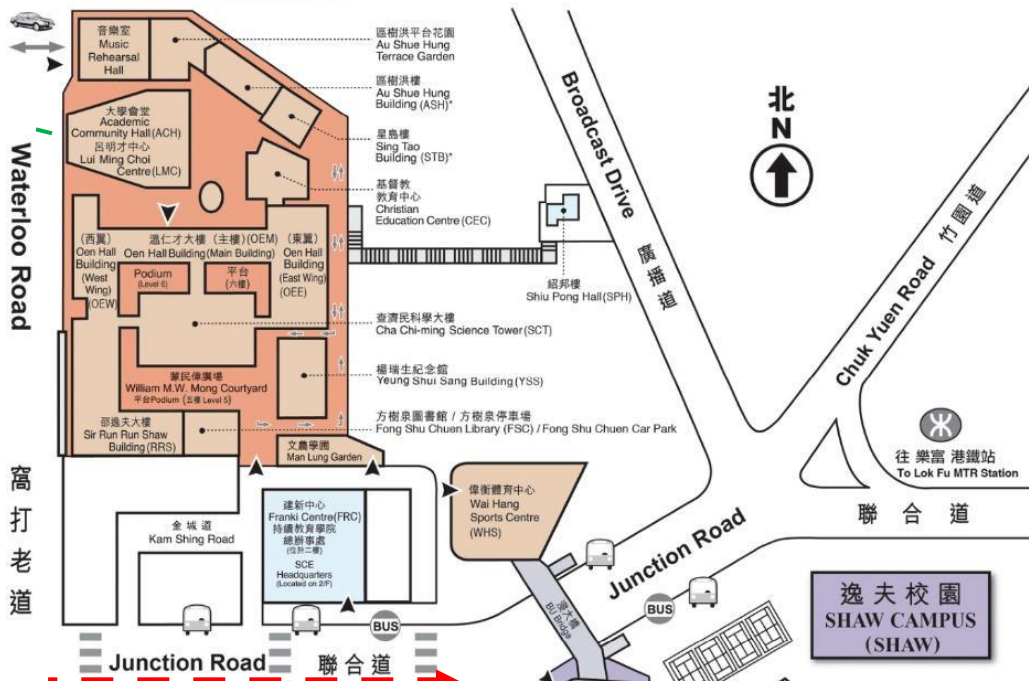 音樂室
Music
Rehearsal
Hall
區樹洪平台花園
Au Shue Hung
Terrace Garden
區樹洪樓
Au Shue Hung
Building (ASH)*
大學會堂
Academic
Community Hall (ACH)
呂明才中心
Lui Ming Choi
Centre (LMC)
星島樓
Sing Tao
Building (STB)*
基督教
教育中心
Christian
Education Centre (CEC)
北
N
Broadcast Drive
廣播道
竹園道
Chuk Yuen Road
Waterloo Road
窩打老道
(西翼)
Oen Hall
Building
(West
Wing)
(OEW)
溫仁才大樓 (主樓) (OEM)
Oen Hall Building (Main Building)
(東翼)
Oen Hall
Building
(East Wing)
(OEE)
Podium
(Level 6)
平台
(六樓)
紹邦樓
Shiu Pong Hall (SPH)
查濟民科學大樓
Cha Chi-ming Science Tower (SCT)
楊瑞生紀念館
Yeung Shui Sang Building (YSS)
蒙民偉廣場
William M.W. Mong Courtyard
平台Podium (五樓 Level 5)
邵逸夫大樓
Sir Run Run Shaw
Building (RRS)
方樹泉圖書館 / 方樹泉停車場
Fong Shu Chuen Library (FSC) / Fong Shu Chuen Car Park
文農學圃
Man Lung Garden
往 樂富 港鐵站
To Lok Fu MTR Station
聯合道
金城道
Kam Shing Road
建新中心
Franki Centre (FRC)
持續教育學院
總辦事處
(位於二樓)
SCE
Headquarters
(Located on 2/F)
偉衡體育中心
Wai Hang
Sports Centre
(WHS)
Junction Road
浸大橋
BU Bridge
BUS
BUS
逸夫校園
SHAW CAMPUS
(SHAW)
Junction Road
聯合道